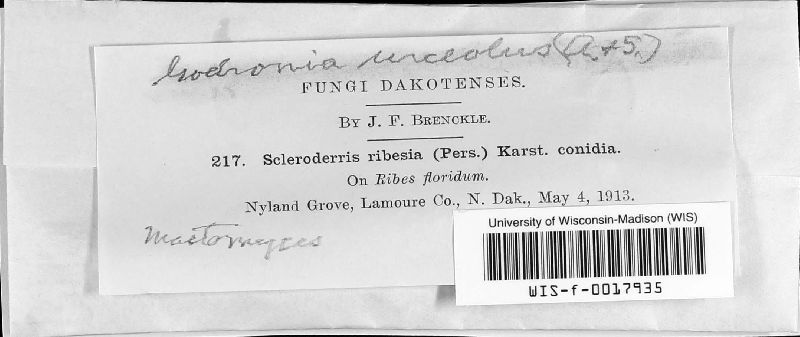 Godronia urceolus (A.+S.)
FUNGI DAKOTENSES.
BY J. F. BRENCKLE.
217. Scleroderris ribesia (Pers.) Karst. conidia.
On Ribes floridum.
Nyland Grove, Lamoure Co., N. Dak., May 4, 1913.
Mastomyces
University of Wisconsin-Madison (WIS)
WIS-f-0017935